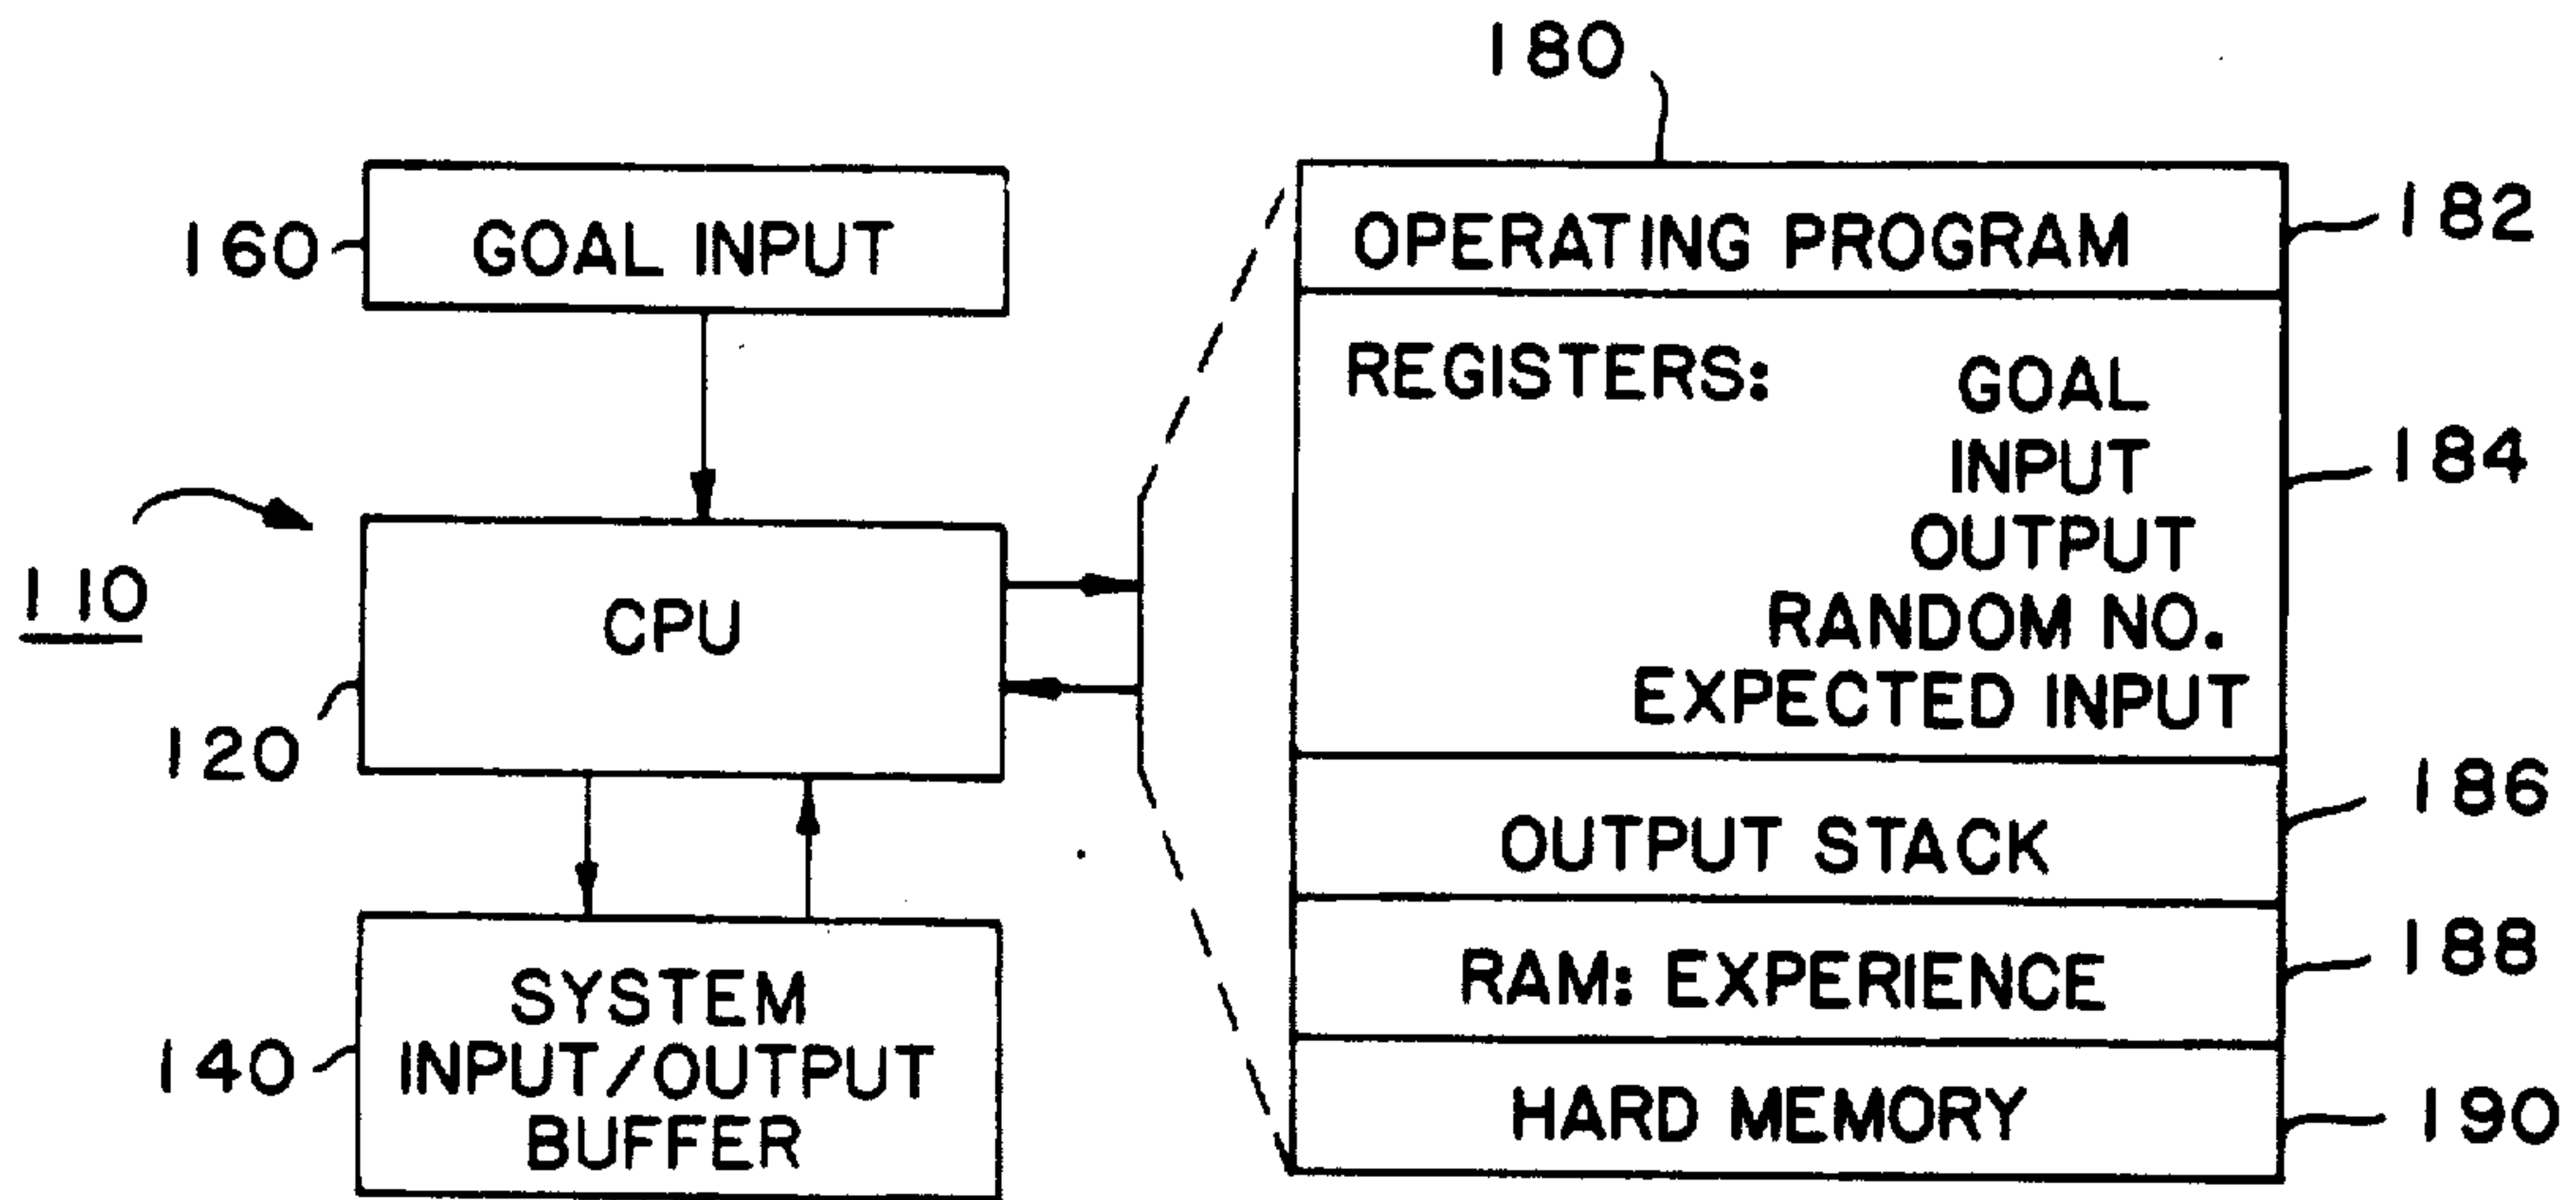 180
GOAL INPUT
160
OPERATING PROGRAM
182
REGISTERS:
GOAL
INPUT
OUTPUT
RANDOM NO.
EXPECTED INPUT
184
110
CPU
120
OUTPUT STACK
186
SYSTEM
INPUT/OUTPUT
BUFFER
140
RAM: EXPERIENCE
188
HARD MEMORY
190